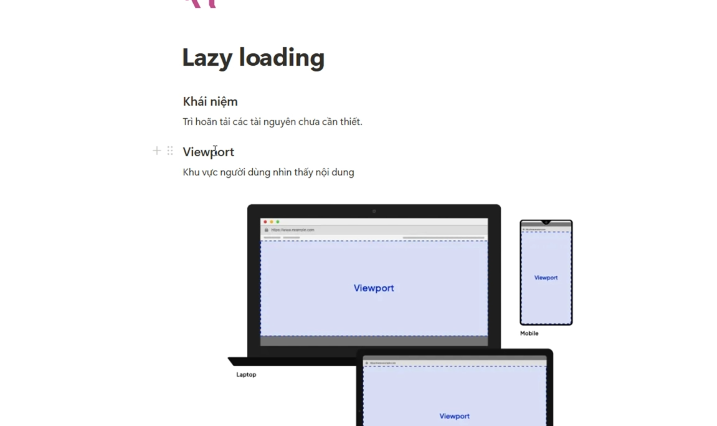 Lazy loading
Khái niệm
Trì hoãn tải các tài nguyên chưa cần thiết.
Viewport
Khu vực người dùng nhìn thấy nội dung
https://www.example.com
Viewport
Viewport
Mobile
Laptop
Viewport